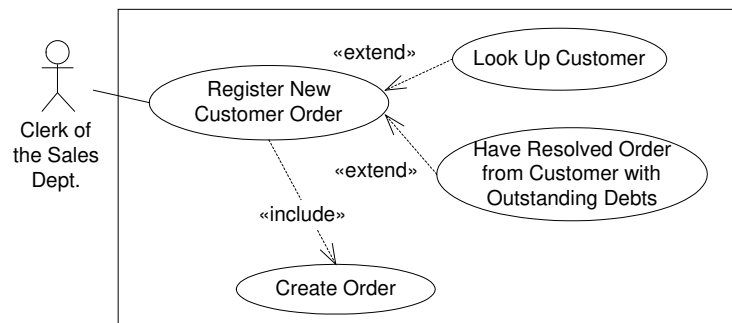 «extend»
Look Up Customer
Register New
Customer Order
Clerk of
the Sales
Dept.
«extend»
Have Resolved Order
from Customer with
Outstanding Debts
«include»
Create Order